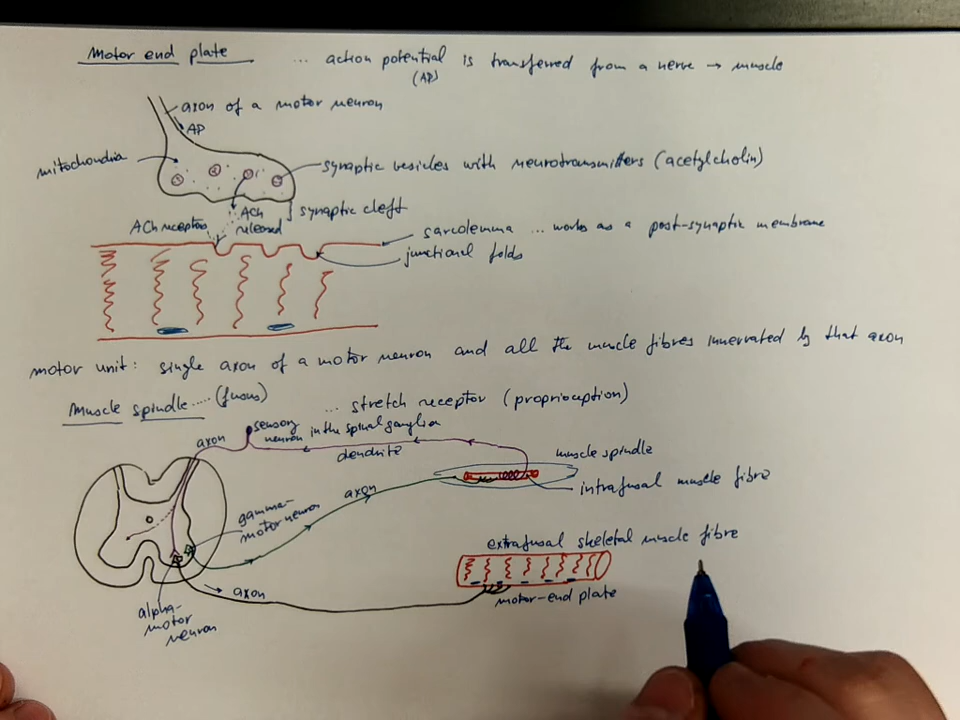 Motor end plate ... action potential is transferred from a nerve → muscle
(AP)
axon of a motor neuron
AP
mitochondria
synaptic vesicles with neurotransmitters (acetylcholin)
ACh released
synaptic cleft
ACh receptors
sarcolemma ... works as a post-synaptic membrane
junctional folds
motor unit: single axon of a motor neuron and all the muscle fibres innervated by that axon
Muscle spindle ..... (fusus) ... stretch receptor (proprioception)
sensory neuron in the spinal ganglia
axon
dendrite
muscle spindle
intrafusal muscle fibre
axon
gamma-motor neuron
extrafusal skeletal muscle fibre
motor-end plate
axon
alpha-
motor
neuron